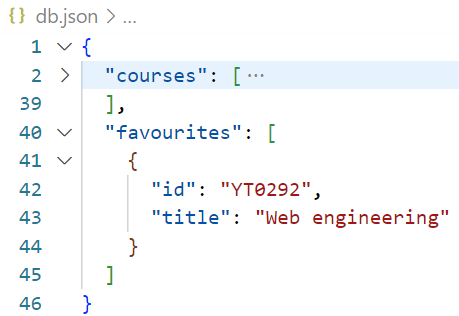 {} db.json > ...
1 {
2 "courses": [ ...
39 ],
40 "favourites": [
41 {
42 "id": "YT0292",
43 "title": "Web engineering"
44 }
45 ]
46 }